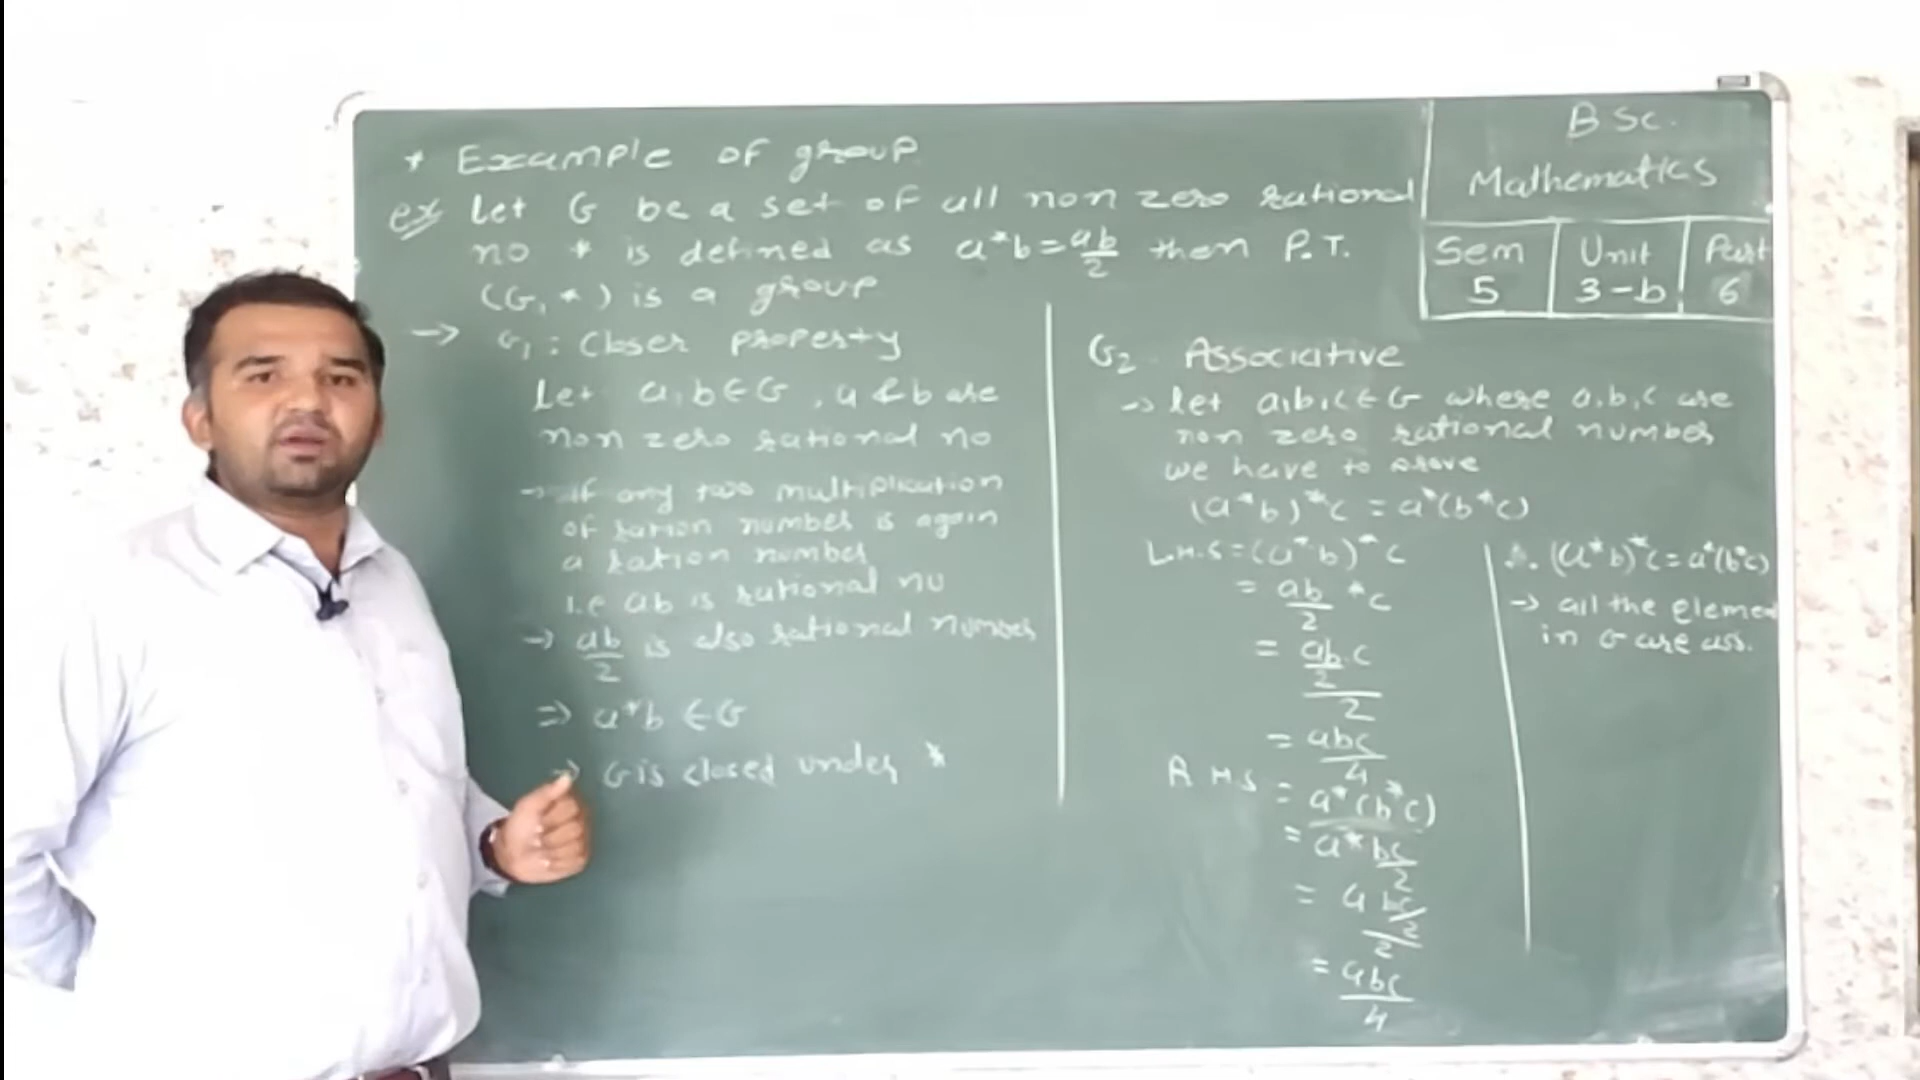 * Example of group
ex Let G be a set of all non zero rational
no * is defined as a*b = ab/2 then P.T.
(G, *) is a group
→ G₁ : Closer property
Let a, b ∈ G, a & b are
non zero rational no
→ if any two multiplication
of ration number is again
a ration number
i.e ab is rational no
→ ab/2 is also rational number
⇒ a*b ∈ G
⇒ G is closed under *
G₂ . Associative
→ let a, b, c ∈ G where a, b, c are
non zero rational number
we have to prove
(a*b)*c = a*(b*c)
L.H.S = (a*b)*c
= ab/2 *c
= (ab/2 . c)/2
= abc/4
R H S = a*(b*c)
= a* bc/2
= (a bc/2)/2
= abc/4
∴ (a*b)*c = a*(b*c)
→ all the elemen
in G are ass.
B Sc.
Mathematics
Sem Unit Part
5 3-b 6